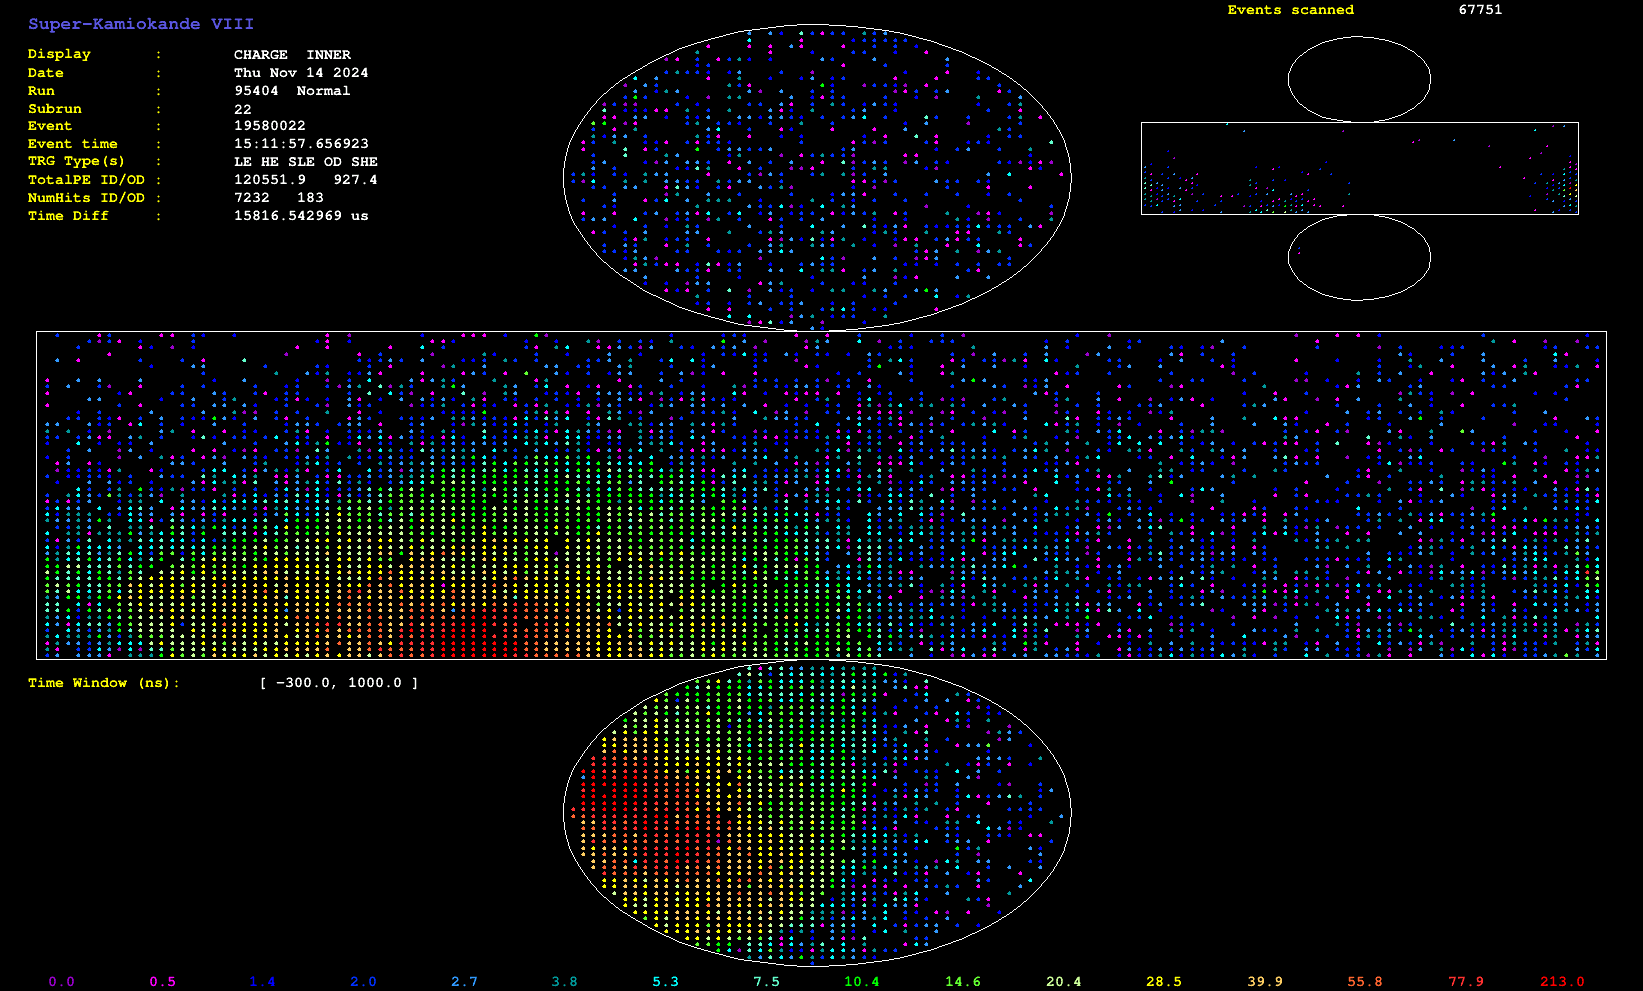 Super-Kamiokande VIII
Events scanned 67751
Display : CHARGE INNER
Date : Thu Nov 14 2024
Run : 95404 Normal
Subrun : 22
Event : 19580022
Event time : 15:11:57.656923
TRG Type(s) : LE HE SLE OD SHE
TotalPE ID/OD : 120551.9 927.4
NumHits ID/OD : 7232 183
Time Diff : 15816.542969 us
Time Window (ns): [ -300.0, 1000.0 ]
0.0 0.5 1.4 2.0 2.7 3.8 5.3 7.5 10.4 14.6 20.4 28.5 39.9 55.8 77.9 213.0